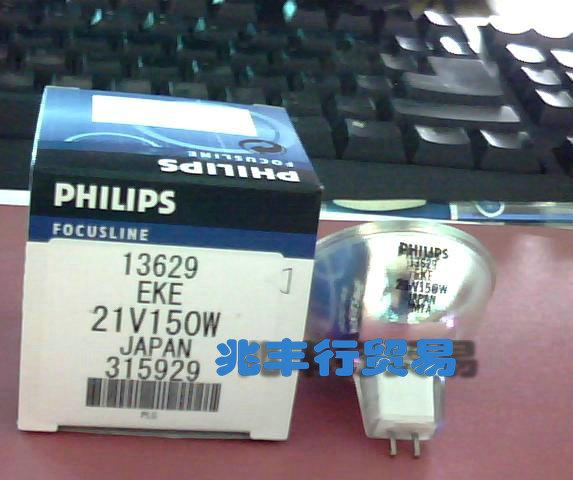 PHILIPS
FOCUSLINE
PHILIPS
FOCUSLINE
13629
EKE
21V150W
JAPAN
315929
兆丰行贸易
PHILIPS
13629
EKE
21V150W
JAPAN